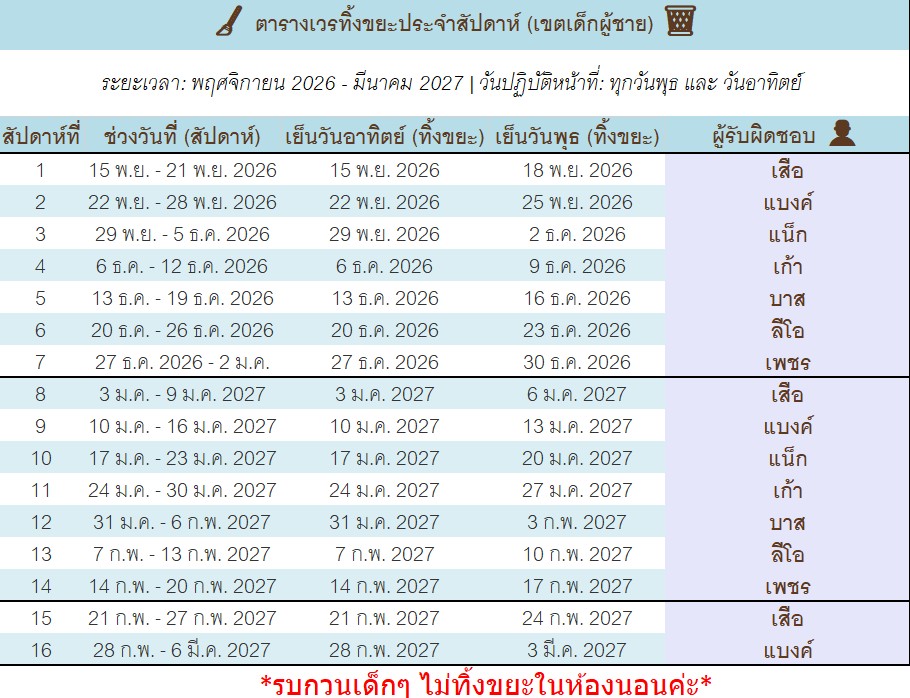 ตารางเวรทิ้งขยะประจำสัปดาห์ (เขตเด็กผู้ชาย)
ระยะเวลา: พฤศจิกายน 2026 - มีนาคม 2027 | วันปฏิบัติหน้าที่: ทุกวันพุธ และ วันอาทิตย์
สัปดาห์ที่ ช่วงวันที่ (สัปดาห์) เย็นวันอาทิตย์ (ทิ้งขยะ) เย็นวันพุธ (ทิ้งขยะ) ผู้รับผิดชอบ
1 15 พ.ย. - 21 พ.ย. 2026 15 พ.ย. 2026 18 พ.ย. 2026 เสือ
2 22 พ.ย. - 28 พ.ย. 2026 22 พ.ย. 2026 25 พ.ย. 2026 แบงค์
3 29 พ.ย. - 5 ธ.ค. 2026 29 พ.ย. 2026 2 ธ.ค. 2026 แน็ก
4 6 ธ.ค. - 12 ธ.ค. 2026 6 ธ.ค. 2026 9 ธ.ค. 2026 เก้า
5 13 ธ.ค. - 19 ธ.ค. 2026 13 ธ.ค. 2026 16 ธ.ค. 2026 บาส
6 20 ธ.ค. - 26 ธ.ค. 2026 20 ธ.ค. 2026 23 ธ.ค. 2026 ลีโอ
7 27 ธ.ค. 2026 - 2 ม.ค. 27 ธ.ค. 2026 30 ธ.ค. 2026 เพชร
8 3 ม.ค. - 9 ม.ค. 2027 3 ม.ค. 2027 6 ม.ค. 2027 เสือ
9 10 ม.ค. - 16 ม.ค. 2027 10 ม.ค. 2027 13 ม.ค. 2027 แบงค์
10 17 ม.ค. - 23 ม.ค. 2027 17 ม.ค. 2027 20 ม.ค. 2027 แน็ก
11 24 ม.ค. - 30 ม.ค. 2027 24 ม.ค. 2027 27 ม.ค. 2027 เก้า
12 31 ม.ค. - 6 ก.พ. 2027 31 ม.ค. 2027 3 ก.พ. 2027 บาส
13 7 ก.พ. - 13 ก.พ. 2027 7 ก.พ. 2027 10 ก.พ. 2027 ลีโอ
14 14 ก.พ. - 20 ก.พ. 2027 14 ก.พ. 2027 17 ก.พ. 2027 เพชร
15 21 ก.พ. - 27 ก.พ. 2027 21 ก.พ. 2027 24 ก.พ. 2027 เสือ
16 28 ก.พ. - 6 มี.ค. 2027 28 ก.พ. 2027 3 มี.ค. 2027 แบงค์
*รบกวนเด็กๆ ไม่ทิ้งขยะในห้องนอนค่ะ*